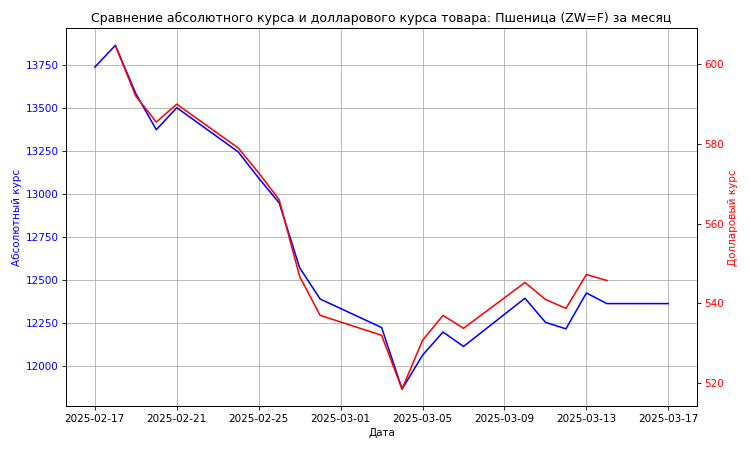 Сравнение абсолютного курса и долларового курса товара: Пшеница (ZW=F) за месяц
13750
13500
13250
13000
12750
12500
12250
12000
Абсолютный курс
600
580
560
540
520
Долларовый курс
2025-02-17 2025-02-21 2025-02-25 2025-03-01 2025-03-05 2025-03-09 2025-03-13 2025-03-17
Дата